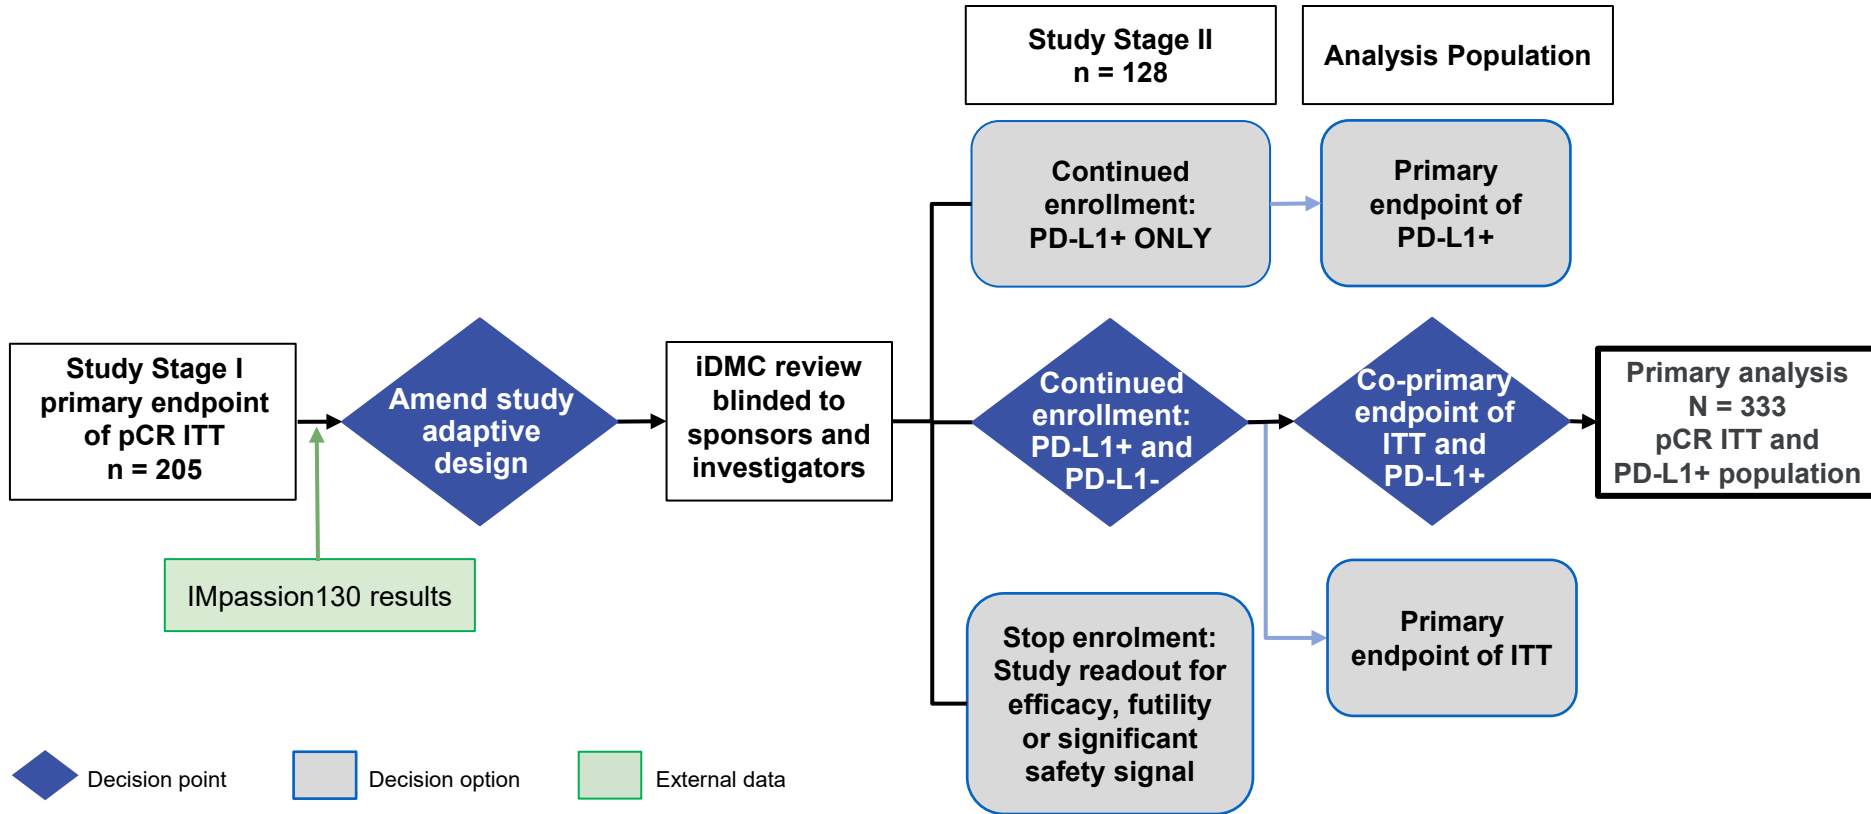 Study Stage II
n = 128
Analysis Population
Continued
enrollment:
PD-L1+ ONLY
Primary
endpoint of
PD-L1+
Study Stage I
primary endpoint
of pCR ITT
n = 205
Amend study
adaptive
design
iDMC review
blinded to
sponsors and
investigators
Continued
enrollment:
PD-L1+ and
PD-L1-
Co-primary
endpoint of
ITT and
PD-L1+
Primary analysis
N = 333
pCR ITT and
PD-L1+ population
IMpassion130 results
Stop enrolment:
Study readout for
efficacy, futility
or significant
safety signal
Primary
endpoint of ITT
Decision point
Decision option
External data